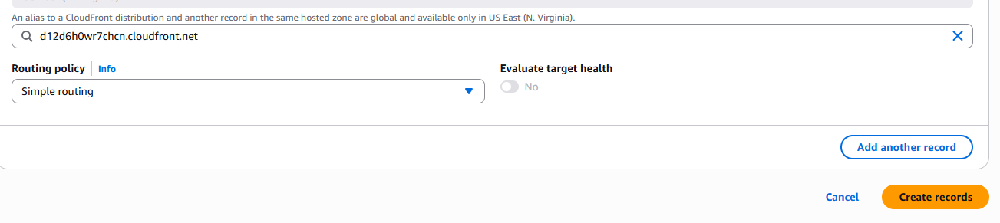 An alias to a CloudFront distribution and another record in the same hosted zone are global and available only in US East (N. Virginia).
d12d6h0wr7chcn.cloudfront.net
Routing policy Info
Evaluate target health
Simple routing
No
Add another record
Cancel
Create records